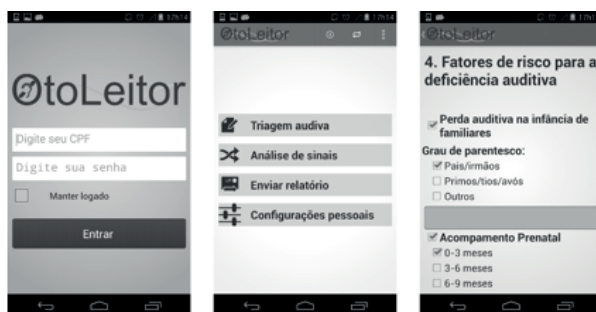 17h14
ØtoLeitor
Digite seu CPF
Digite sua senha
Manter logado
Entrar
17h14
ØtoLeitor
Triagem audiva
Análise de sinais
Enviar relatório
Configurações pessoais
ØtoLeitor
4. Fatores de risco para a
deficiência auditiva
Perda auditiva na infância de
familiares
Grau de parentesco:
Pais/irmãos
Primos/tios/avós
Outros
Acompamento Prenatal
0-3 meses
3-6 meses
6-9 meses